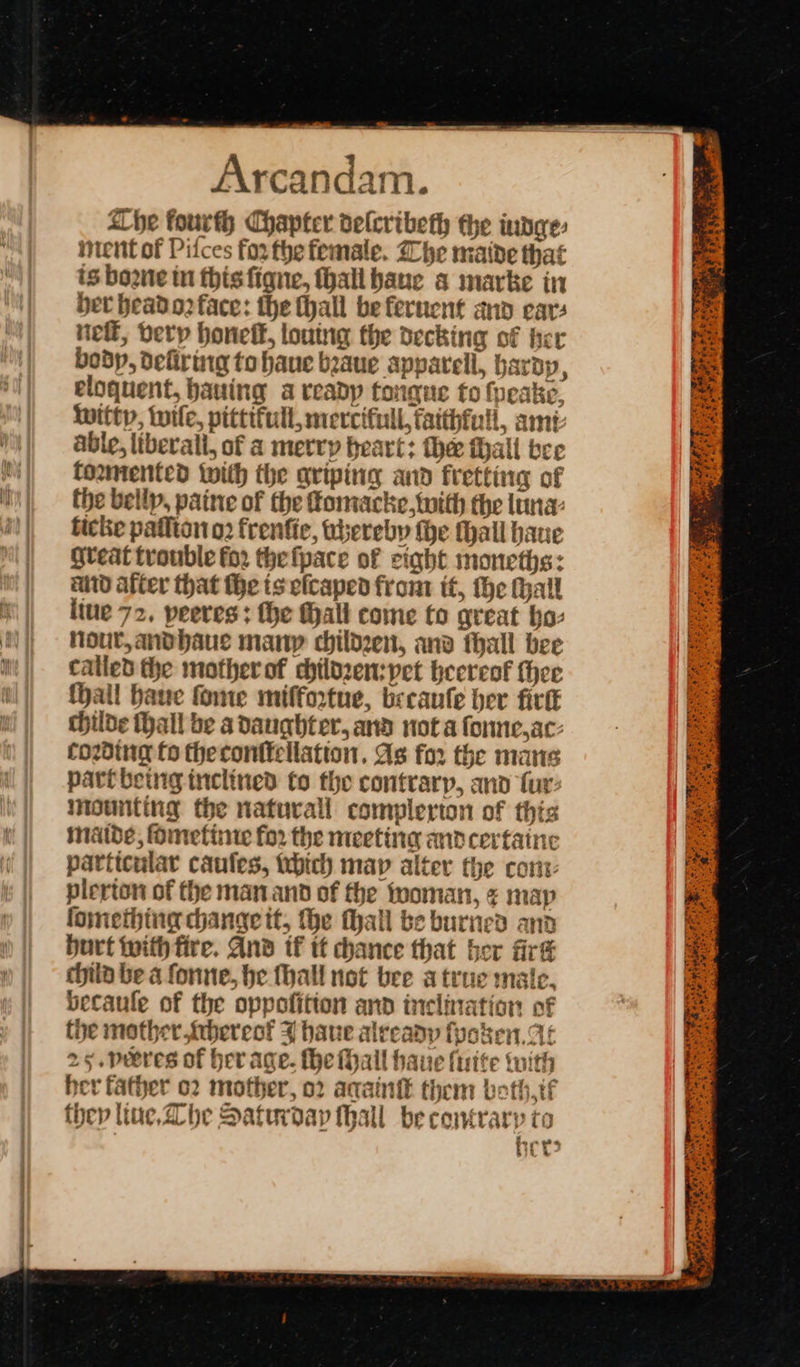 Arcandam.
The fourth Chapter describeth the iudge-
ment of Pisces for the female. The maide that
is borne in this signe, shall haue a marke in
her head or face: she shall be feruent and ear-
nest, very honest, louing the decking of her
body, desiring to haue braue apparell, hardy,
eloquent, hauing a ready tongue to speake,
witty, wise, pittifull, mercifull, faithfull, ami-
able, liberall, of a merry heart: shee shall bee
tormented with the griping and fretting of
the belly, paine of the stomacke, with the luna-
ticke passion or frensie, whereby she shall haue
great trouble for the space of eight moneths:
and after that she is escaped from it, she shall
liue 72. yeeres: she shall come to great ho-
nour, and haue many children, and shall bee
called the mother of children: yet heereof shee
shall haue some missortue, because her first
childe shall be a daughter, and not a sonne, ac-
cording to the constellation. As for the mans
part being inclined to the contrary, and sur-
mounting the naturall complexion of this
maide, sometime for the meeting and certaine
particular causes, which may alter the com-
plexion of the man and of the woman, & may
something change it, she shall be burned and
hurt with fire. And if it chance that her first
child be a sonne, he shall not bee a true male,
because of the opposition and inclination of
the mother, whereof I haue already spoken. At
25. yeeres of her age. she shall haue suite with
her father or mother, or against them both, if
they liue. The Saturday shall be contrary to
her-